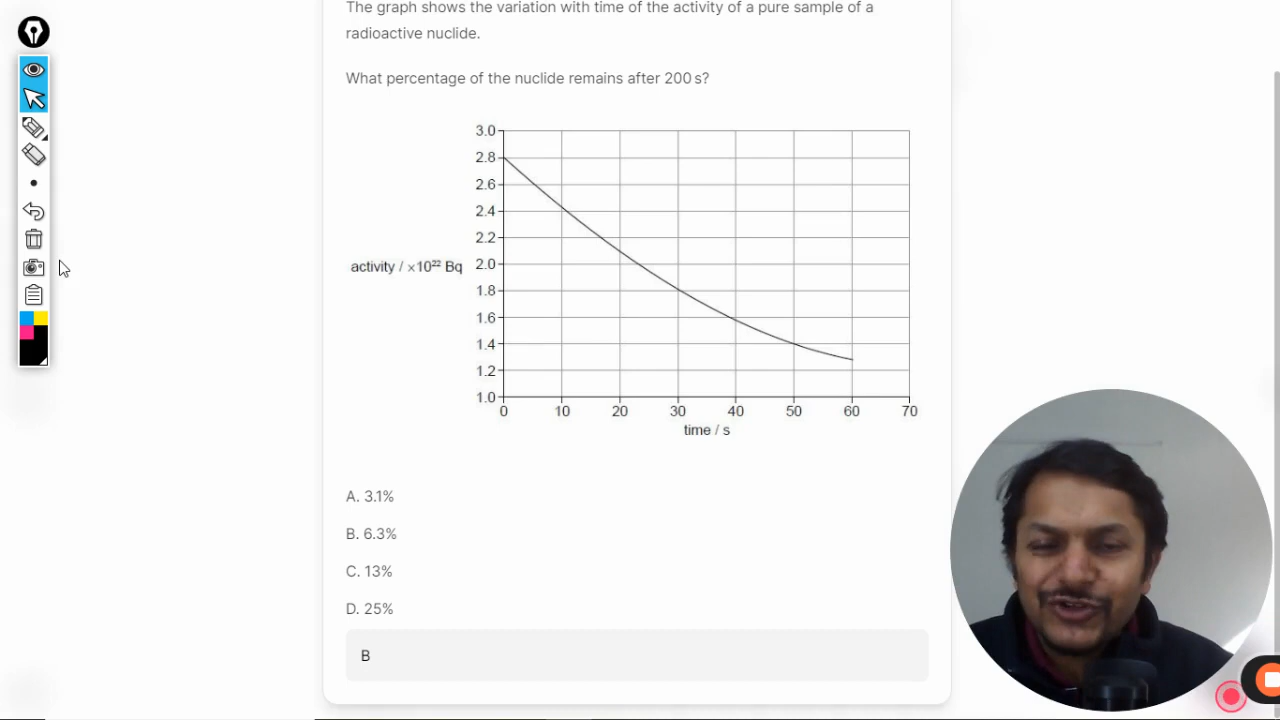 The graph shows the variation with time of the activity of a pure sample of a
radioactive nuclide.
What percentage of the nuclide remains after 200 s?
3.0
2.8
2.6
2.4
2.2
activity / ×10²² Bq 2.0
1.8
1.6
1.4
1.2
1.0
0 10 20 30 40 50 60 70
time / s
A. 3.1%
B. 6.3%
C. 13%
D. 25%
B